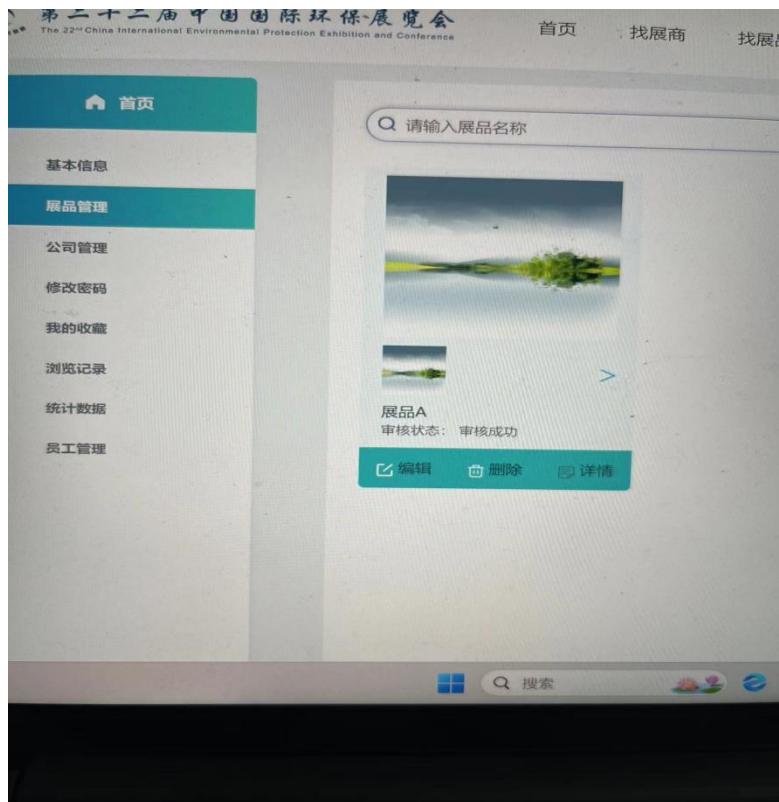 第二十二届中国国际环保展览会
The 22nd China International Environmental Protection Exhibition and Conference
首页 找展商 找展品
首页
请输入展品名称
基本信息
展品管理
公司管理
修改密码
我的收藏
浏览记录
统计数据
员工管理
>
展品A
审核状态： 审核成功
编辑 删除 详情
搜索